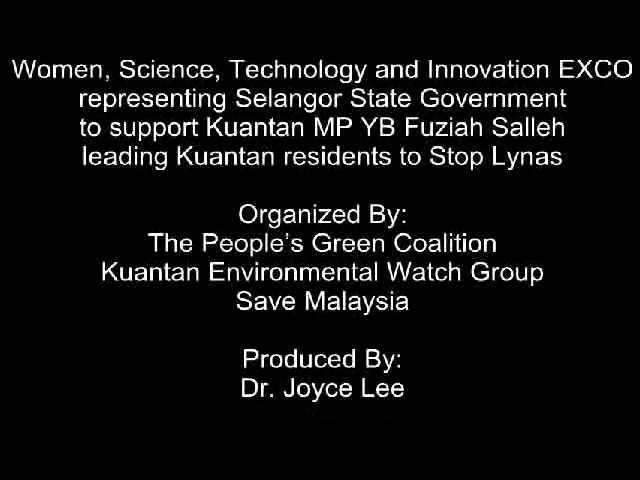 Women, Science, Technology and Innovation EXCO
representing Selangor State Government
to support Kuantan MP YB Fuziah Salleh
leading Kuantan residents to Stop Lynas
Organized By:
The People's Green Coalition
Kuantan Environmental Watch Group
Save Malaysia
Produced By:
Dr. Joyce Lee